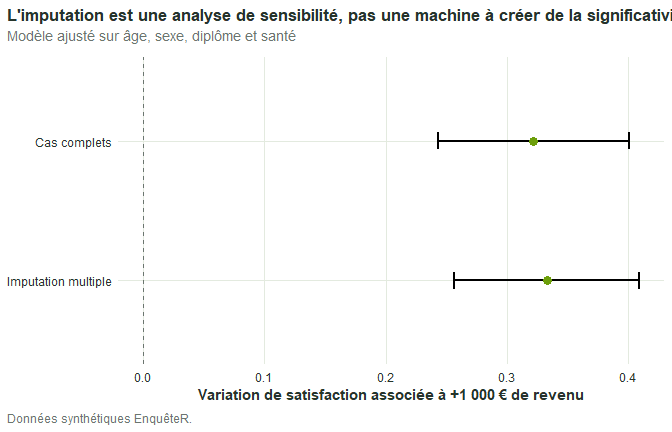 L'imputation est une analyse de sensibilité, pas une machine à créer de la significativi
Modèle ajusté sur âge, sexe, diplôme et santé
Cas complets
Imputation multiple
0.0 0.1 0.2 0.3 0.4
Variation de satisfaction associée à +1 000 € de revenu
Données synthétiques EnquêteR.